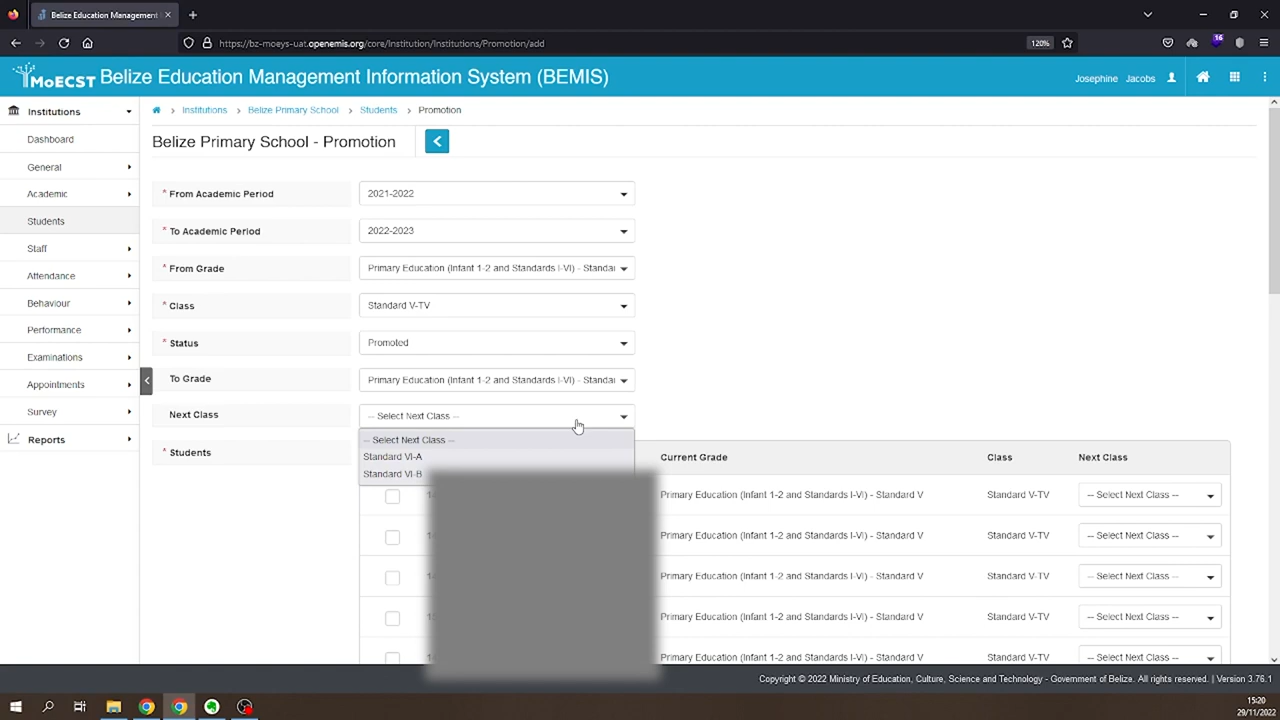 Belize Education Management
https://bz-moeys-uat.openemis.org/core/Institution/Institutions/Promotion/add
120%
16
MoECST Belize Education Management Information System (BEMIS)
Josephine Jacobs
Institutions
Dashboard
General
Academic
Students
Staff
Attendance
Behaviour
Performance
Examinations
Appointments
Survey
Reports
Institutions
Belize Primary School
Students
Promotion
Belize Primary School - Promotion
* From Academic Period
2021-2022
* To Academic Period
2022-2023
* From Grade
Primary Education (Infant 1-2 and Standards I-VI) - Standa
* Class
Standard V-TV
* Status
Promoted
To Grade
Primary Education (Infant 1-2 and Standards I-VI) - Standa
Next Class
-- Select Next Class --
-- Select Next Class --
Standard VI-A
Standard VI-B
* Students
Current Grade Class Next Class
Primary Education (Infant 1-2 and Standards I-VI) - Standard V Standard V-TV -- Select Next Class --
Primary Education (Infant 1-2 and Standards I-VI) - Standard V Standard V-TV -- Select Next Class --
Primary Education (Infant 1-2 and Standards I-VI) - Standard V Standard V-TV -- Select Next Class --
Primary Education (Infant 1-2 and Standards I-VI) - Standard V Standard V-TV -- Select Next Class --
Primary Education (Infant 1-2 and Standards I-VI) - Standard V Standard V-TV -- Select Next Class --
Copyright © 2022 Ministry of Education, Culture, Science and Technology - Government of Belize. All rights reserved. | Version 3.76.1
15:20
29/11/2022